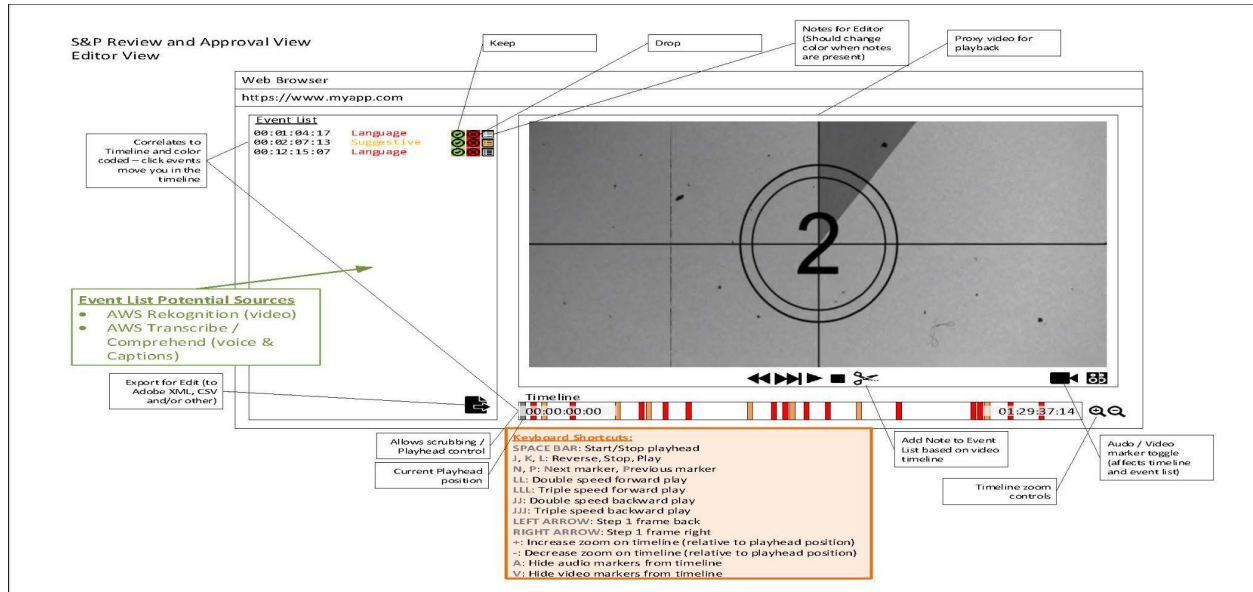 S&P Review and Approval View
Editor View
Keep
Drop
Notes for Editor
(Should change
color when notes
are present)
Proxy video for
playback
Web Browser
https://www.myapp.com
Event List
00:01:04:17 Language
00:02:07:13 Suggestive
00:12:15:07 Language
Correlates to
Timeline and color
coded – click events
move you in the
timeline
2
Event List Potential Sources
• AWS Rekognition (video)
• AWS Transcribe /
Comprehend (voice &
Captions)
Export for Edit (to
Adobe XML, CSV
and/or other)
Timeline
00:00:00:00
01:29:37:14
Allows scrubbing /
Playhead control
Current Playhead
position
Keyboard Shortcuts:
SPACE BAR: Start/Stop playhead
J, K, L: Reverse, Stop, Play
N, P: Next marker, Previous marker
LL: Double speed forward play
LLL: Triple speed forward play
JJ: Double speed backward play
JJJ: Triple speed backward play
LEFT ARROW: Step 1 frame back
RIGHT ARROW: Step 1 frame right
+: Increase zoom on timeline (relative to playhead position)
-: Decrease zoom on timeline (relative to playhead position)
A: Hide audio markers from timeline
V: Hide video markers from timeline
Add Note to Event
List based on video
timeline
Timeline zoom
controls
Audo / Video
marker toggle
(affects timeline
and event list)